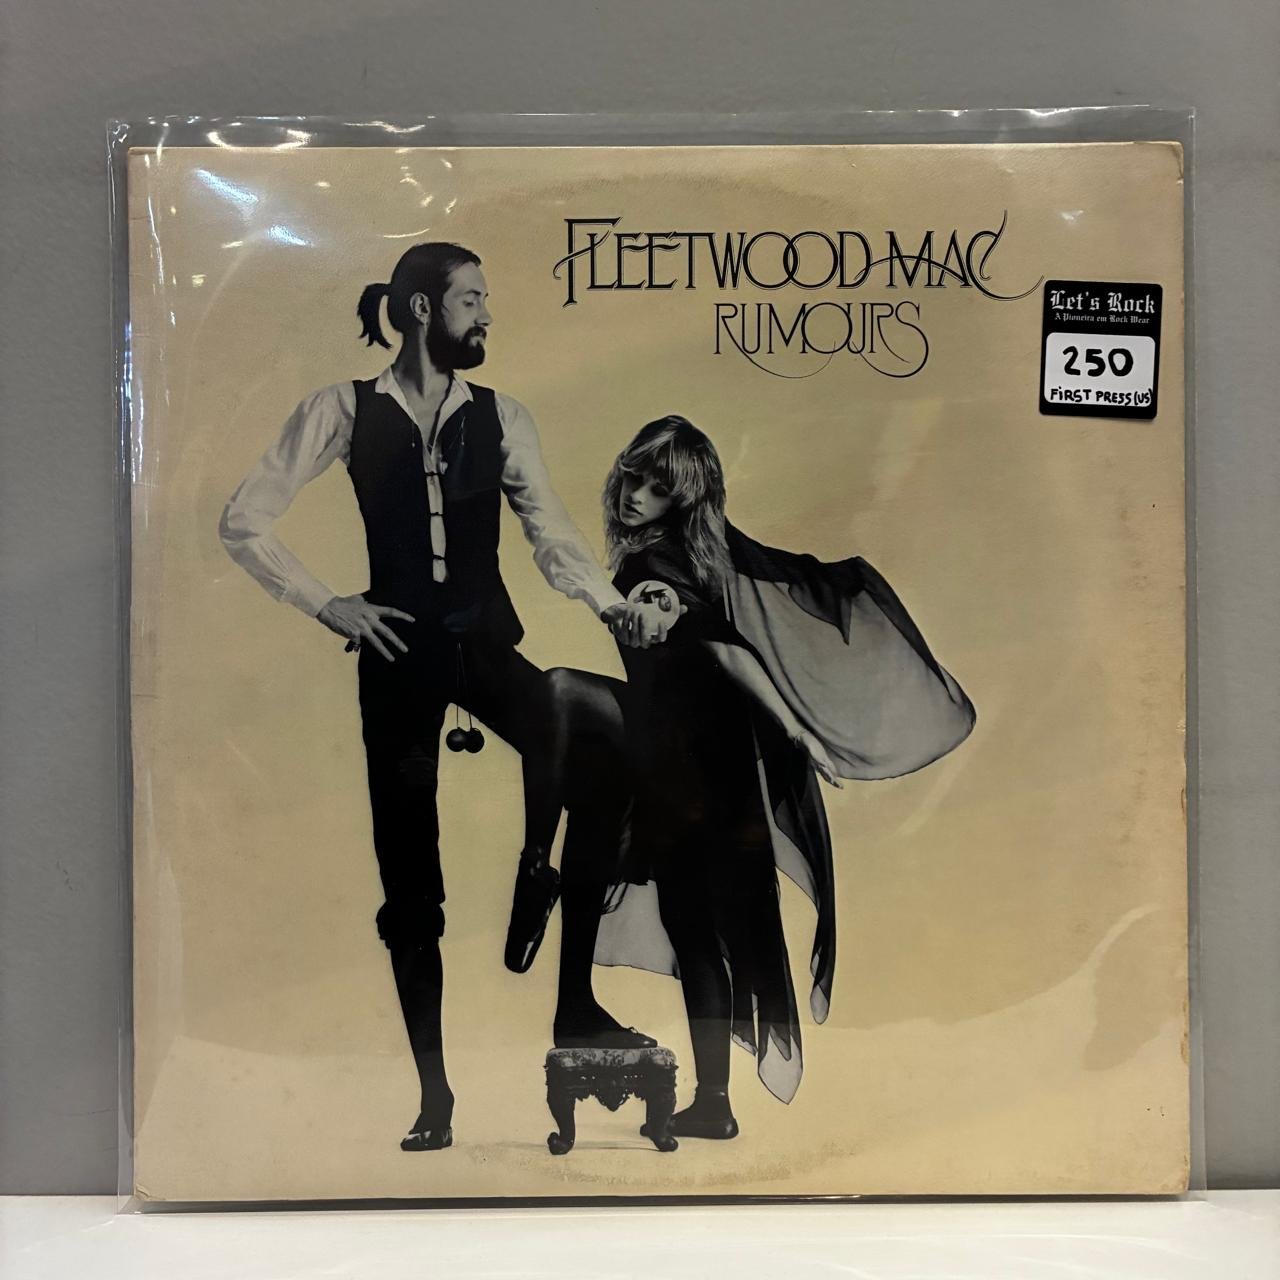 FLEETWOOD MAC
RUMOURS
Let's Rock
A Pioneira em Rock Wear
250
FiRST PRESS (US)